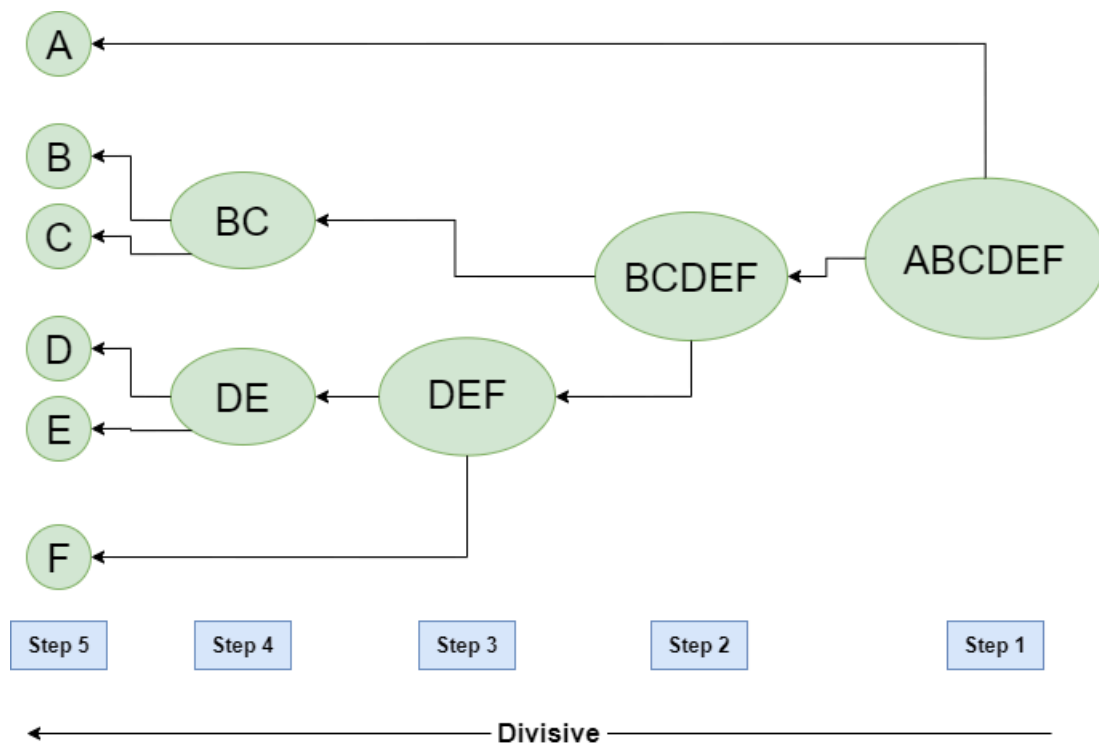 A
B
C
BC
BCDEF
ABCDEF
D
E
DE
DEF
F
Step 5
Step 4
Step 3
Step 2
Step 1
Divisive